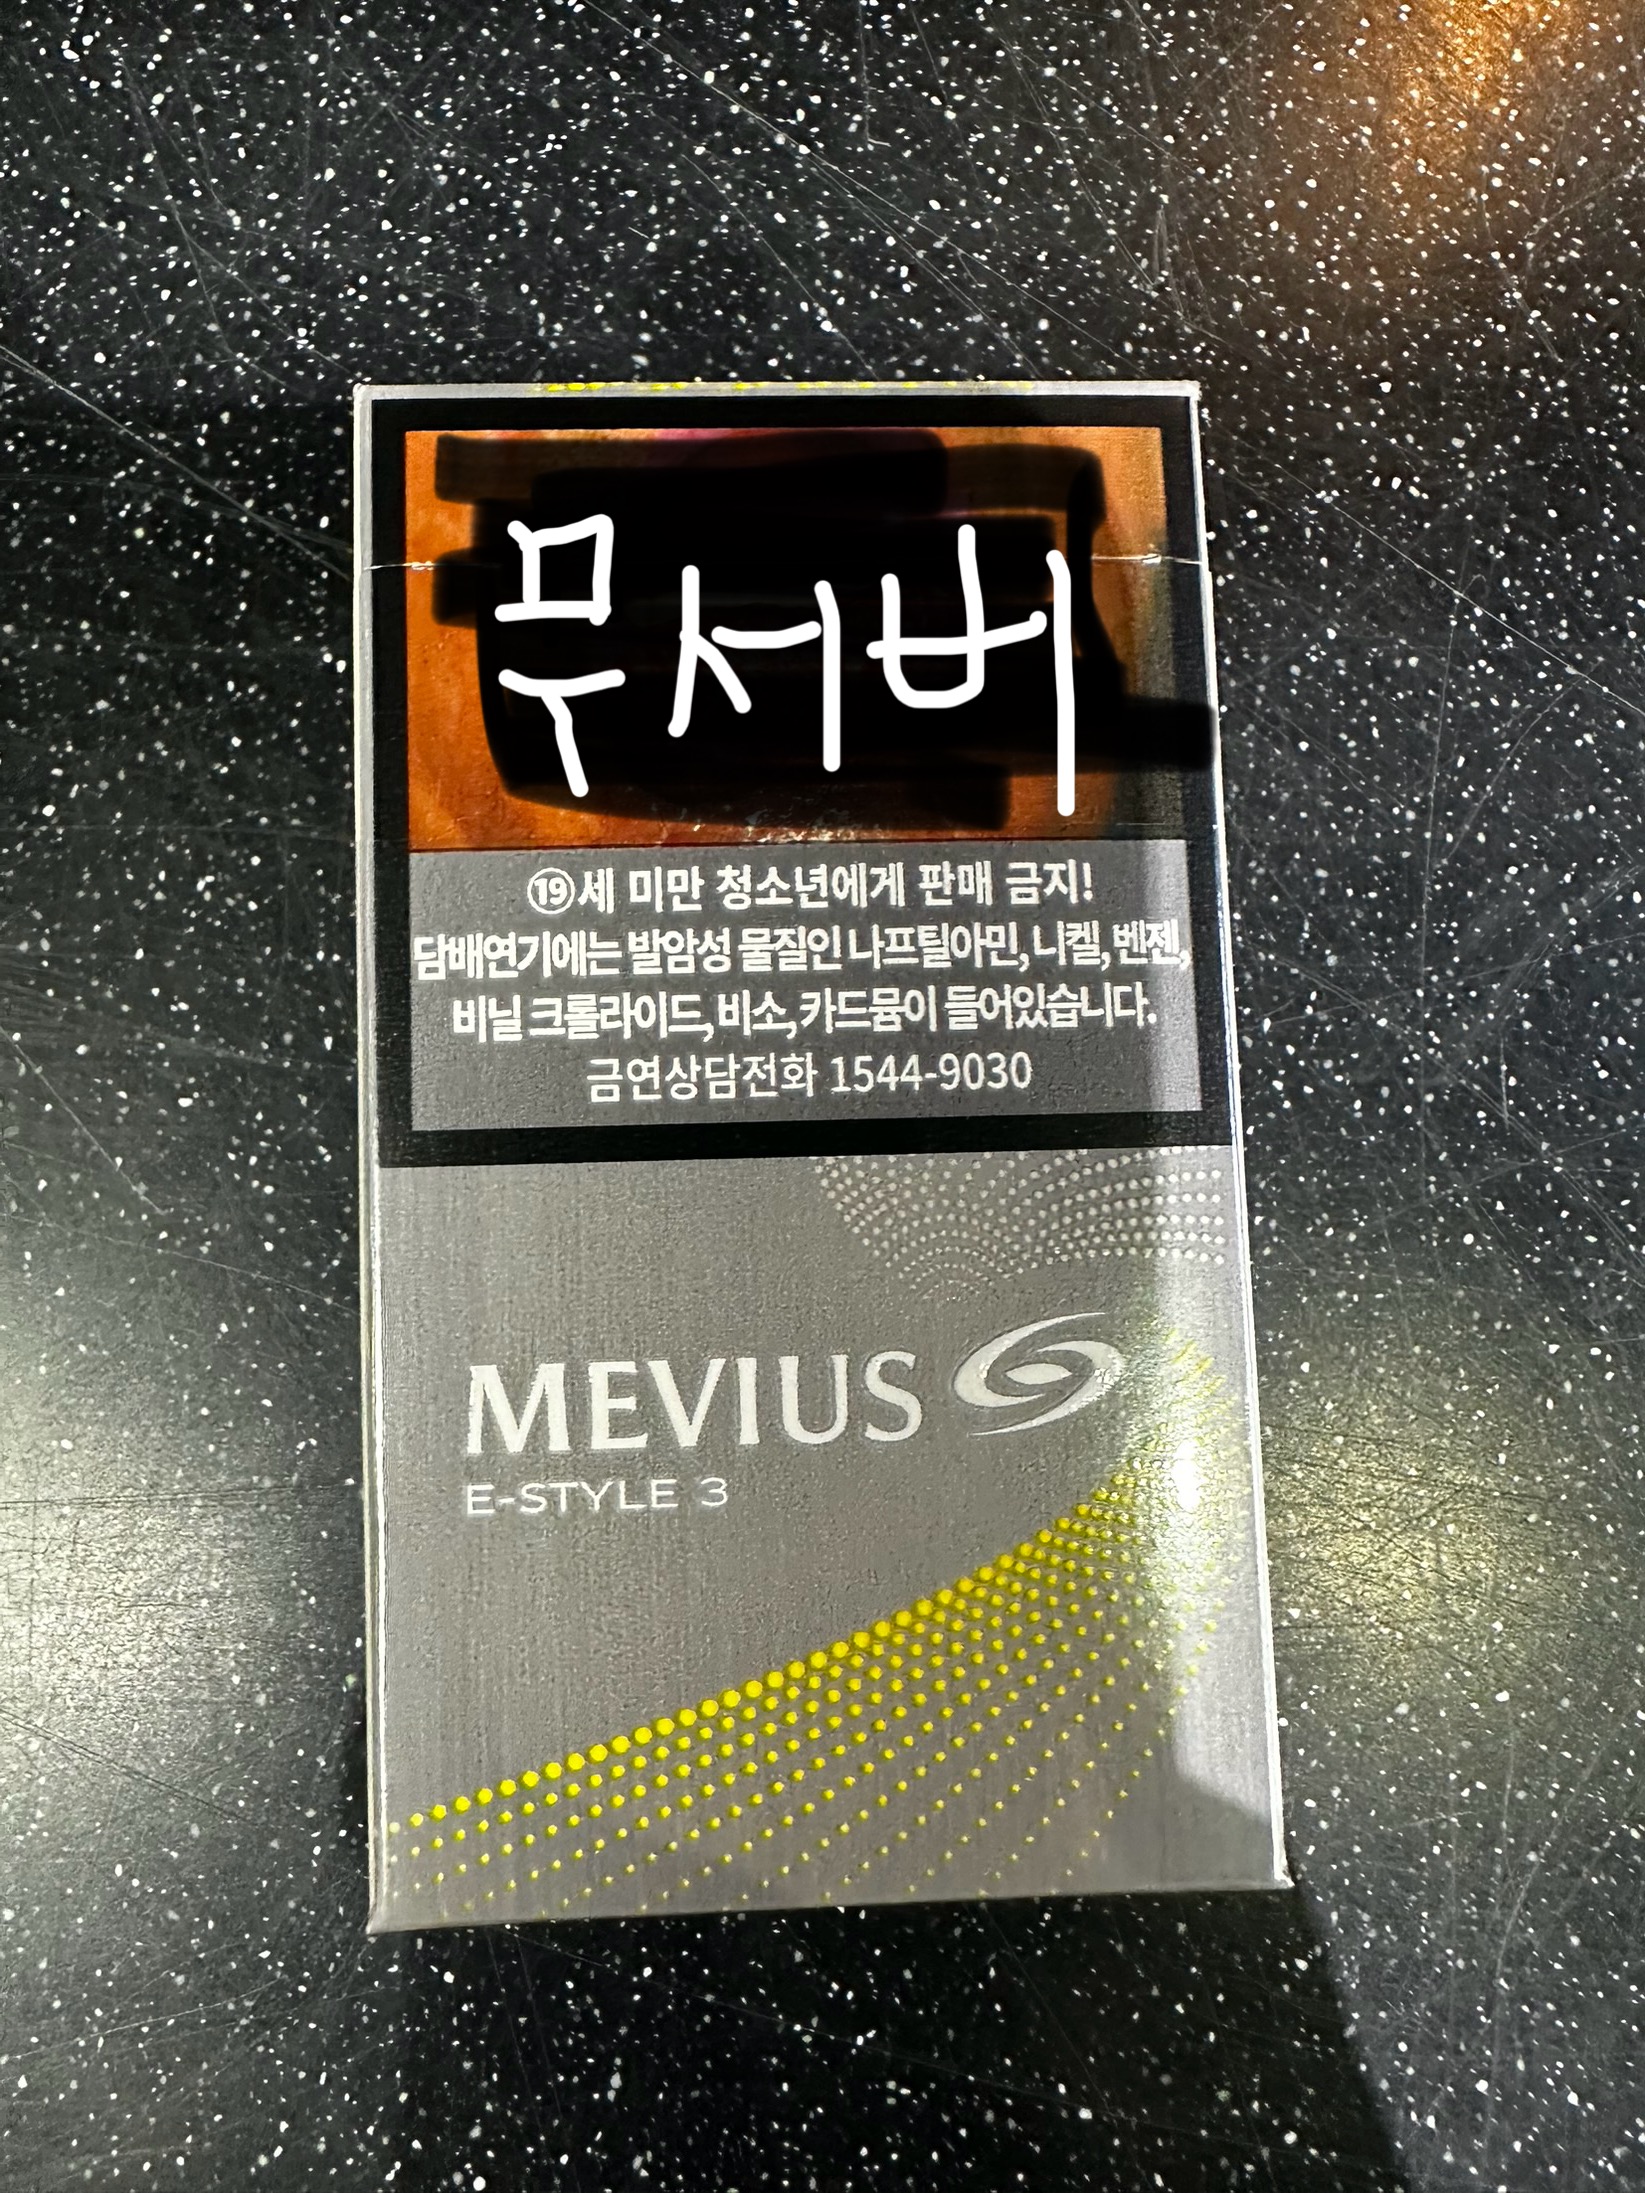 무서버
19세 미만 청소년에게 판매 금지!
담배연기에는 발암성 물질인 나프틸아민, 니켈, 벤젠,
비닐 크롤라이드, 비소, 카드뮴이 들어있습니다.
금연상담전화 1544-9030
MEVIUS
E-STYLE 3